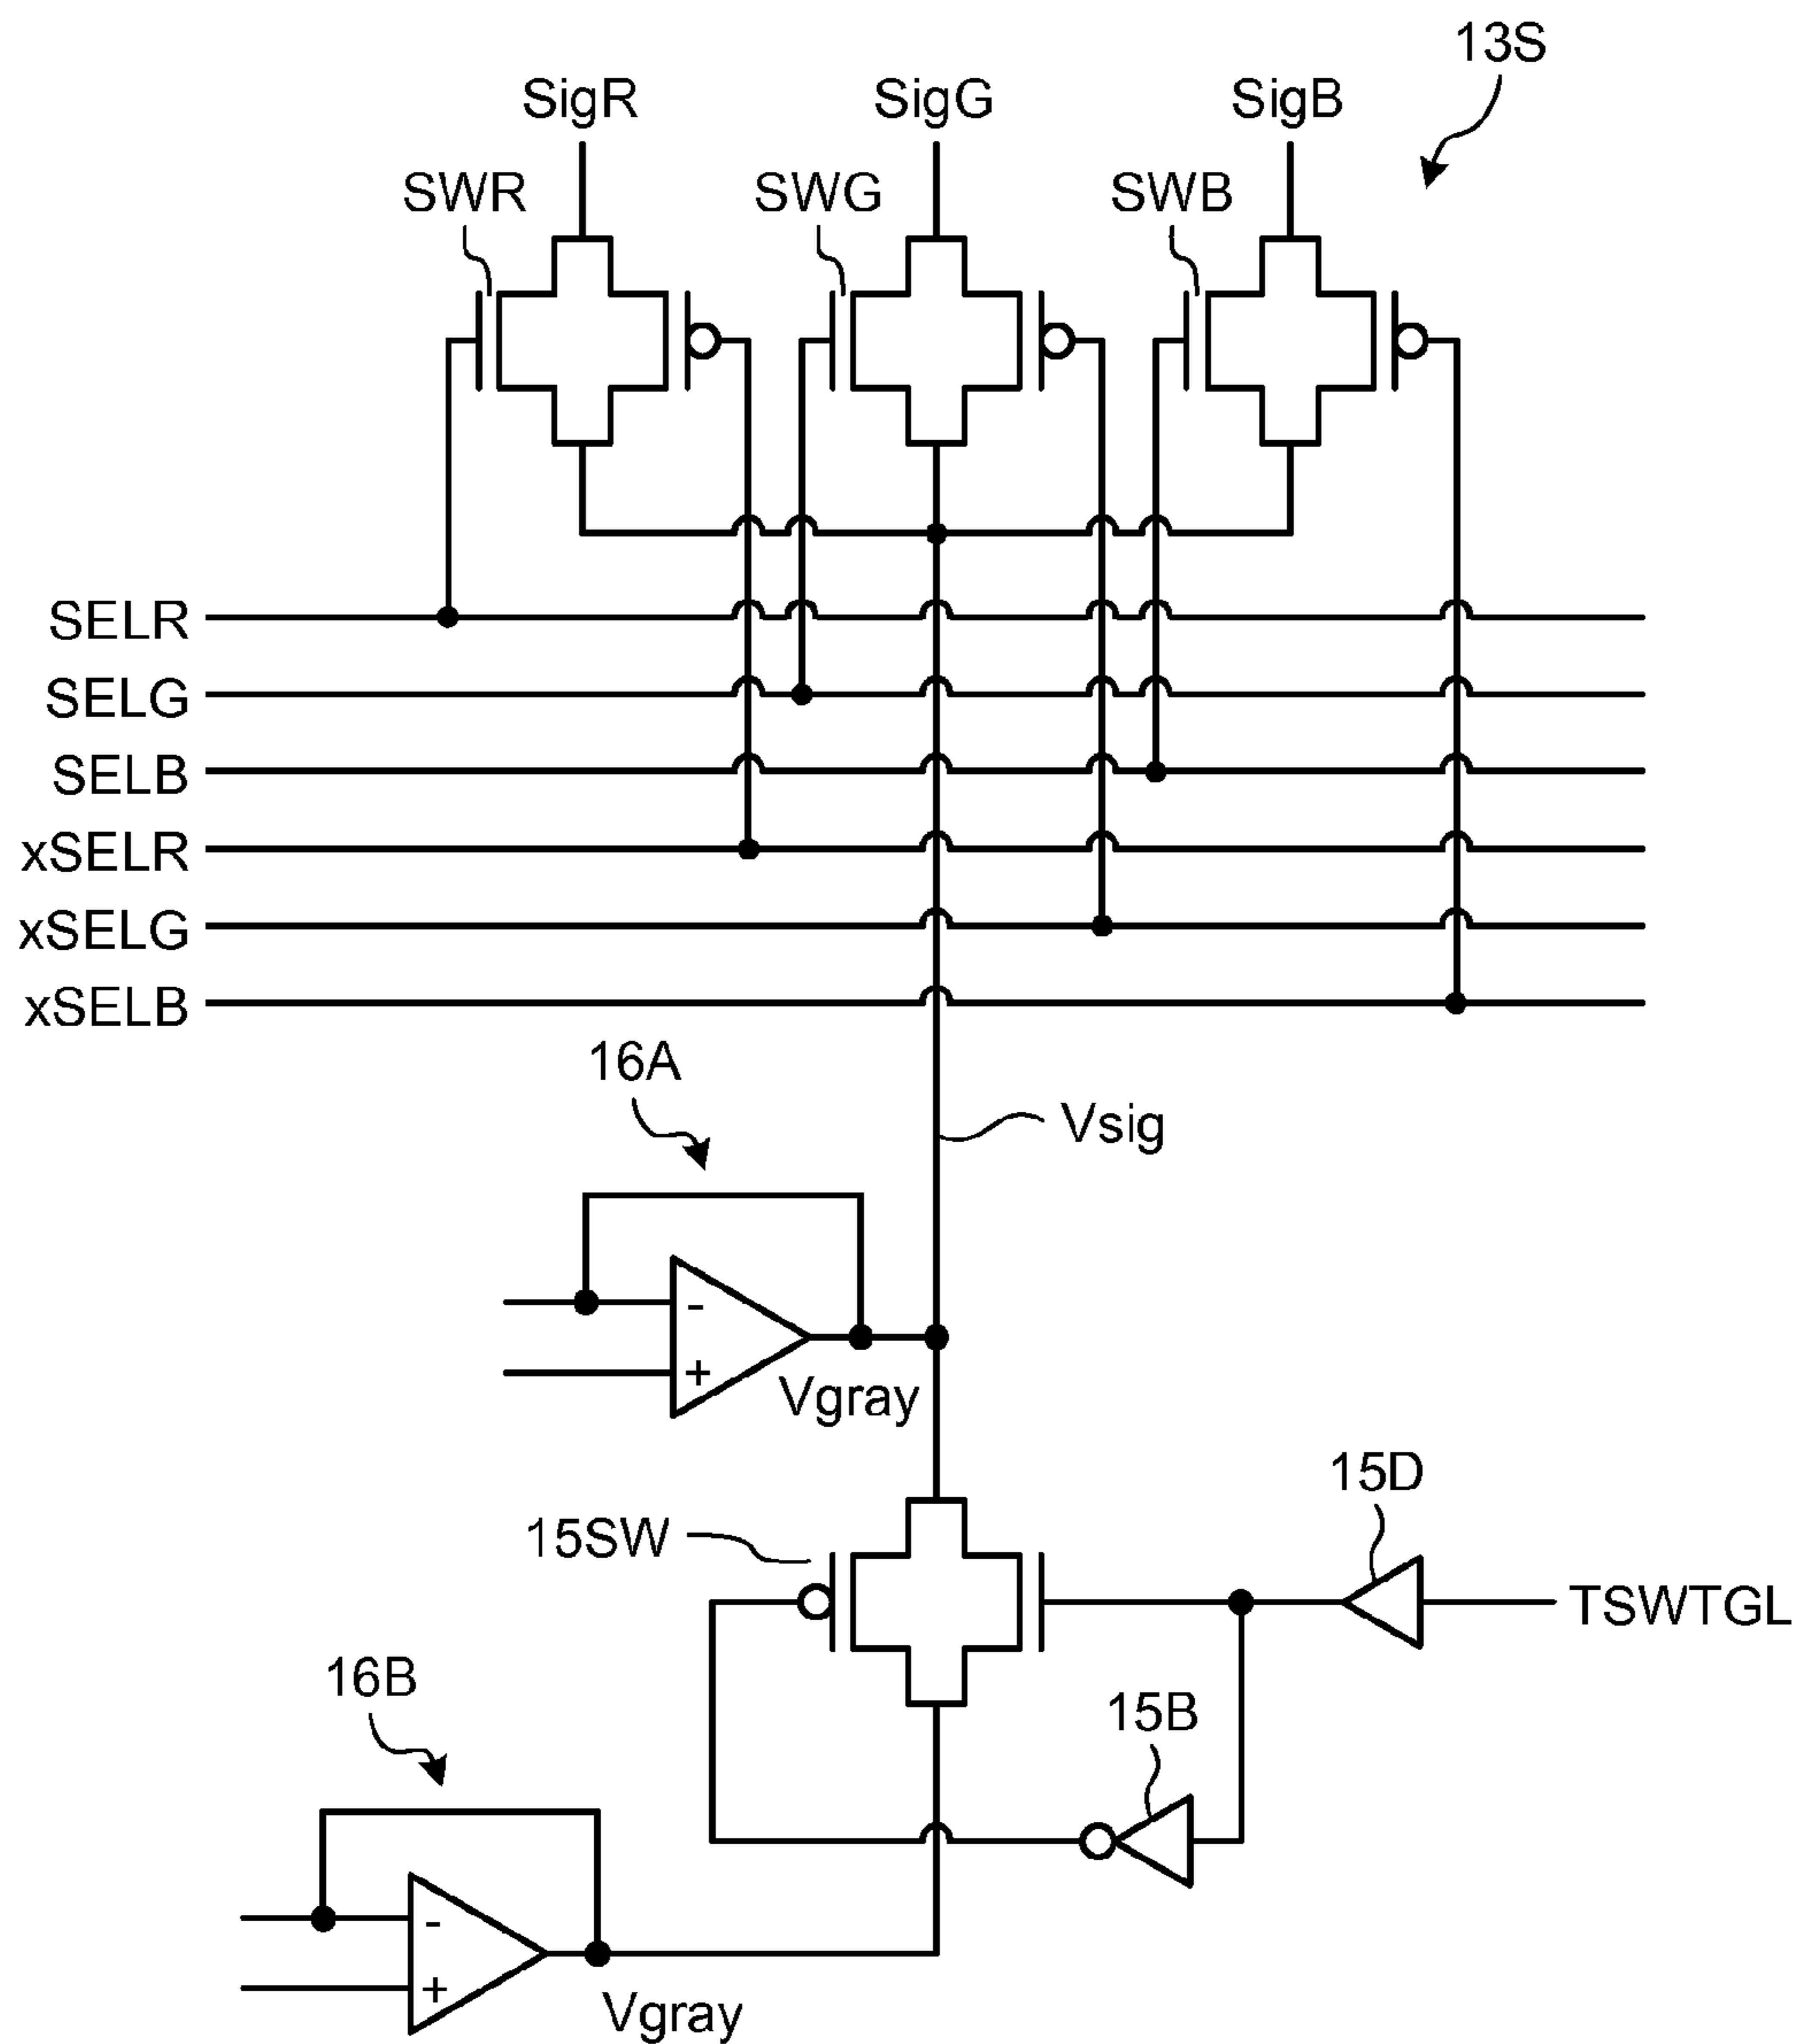 13S
SigR
SigG
SigB
SWR
SWG
SWB
SELR
SELG
SELB
xSELR
xSELG
xSELB
16A
Vsig
-
+
Vgray
15D
15SW
TSWTGL
16B
15B
-
+
Vgray